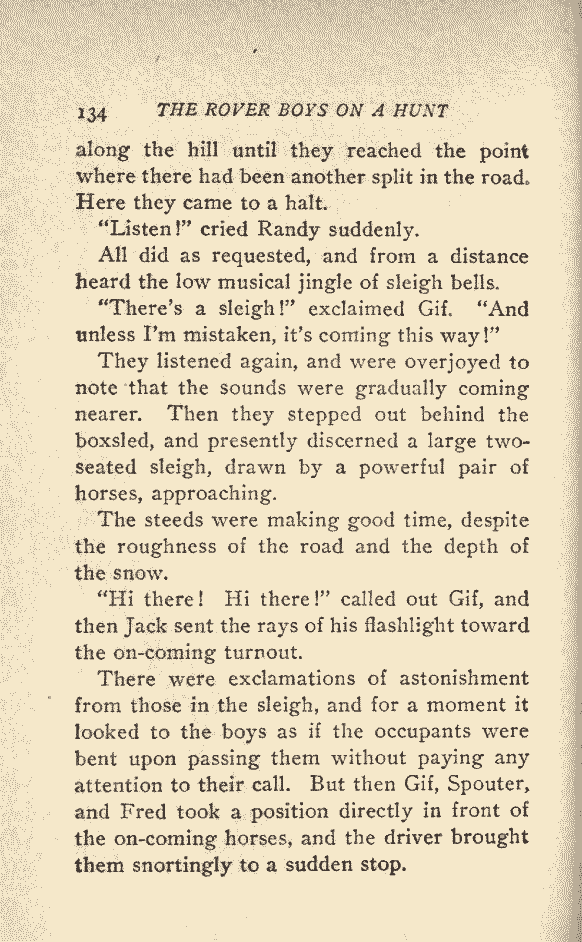 134 THE ROVER BOYS ON A HUNT
along the hill until they reached the point
where there had been another split in the road.
Here they came to a halt.
"Listen!" cried Randy suddenly.
All did as requested, and from a distance
heard the low musical jingle of sleigh bells.
"There's a sleigh!" exclaimed Gif. "And
unless I'm mistaken, it's coming this way!"
They listened again, and were overjoyed to
note that the sounds were gradually coming
nearer. Then they stepped out behind the
boxsled, and presently discerned a large two-
seated sleigh, drawn by a powerful pair of
horses, approaching.
The steeds were making good time, despite
the roughness of the road and the depth of
the snow.
"Hi there! Hi there!" called out Gif, and
then Jack sent the rays of his flashlight toward
the on-coming turnout.
There were exclamations of astonishment
from those in the sleigh, and for a moment it
looked to the boys as if the occupants were
bent upon passing them without paying any
attention to their call. But then Gif, Spouter,
and Fred took a position directly in front of
the on-coming horses, and the driver brought
them snortingly to a sudden stop.